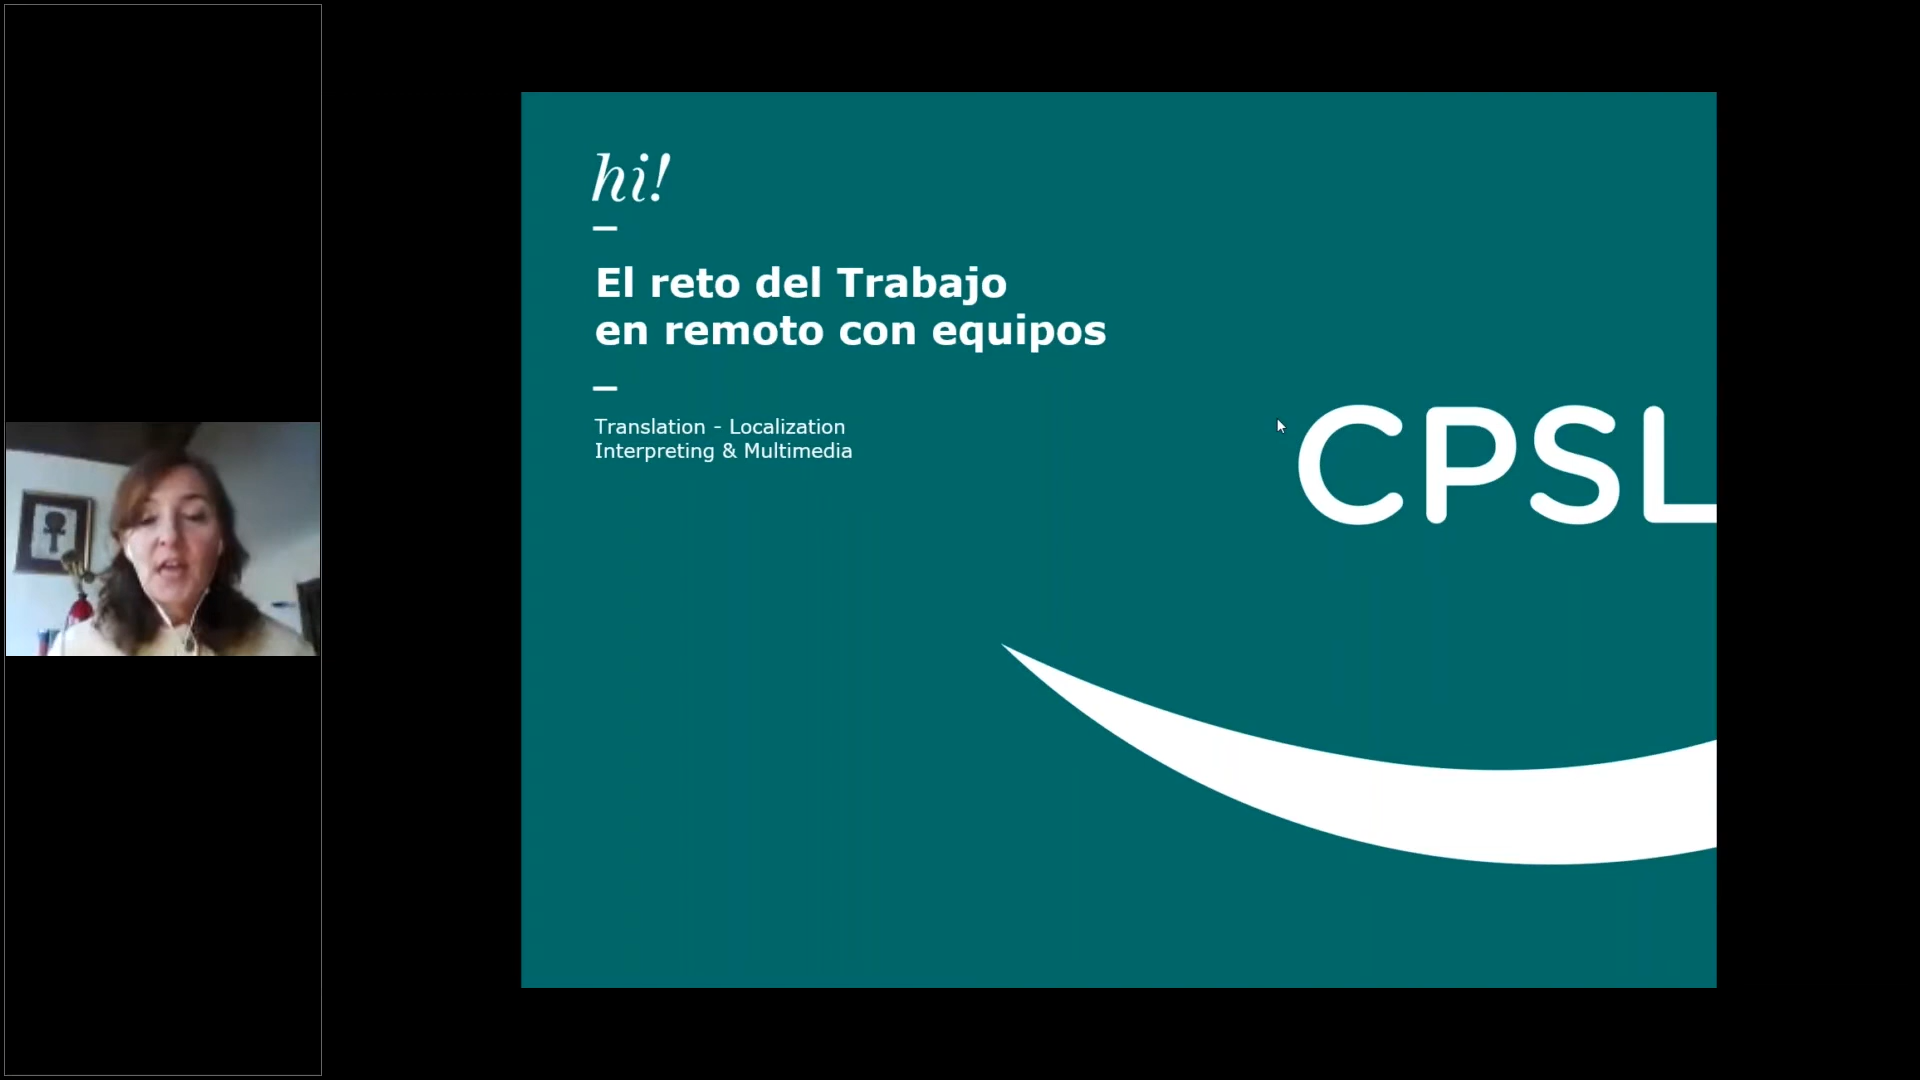 hi!
El reto del Trabajo
en remoto con equipos
Translation - Localization
Interpreting & Multimedia
CPSL